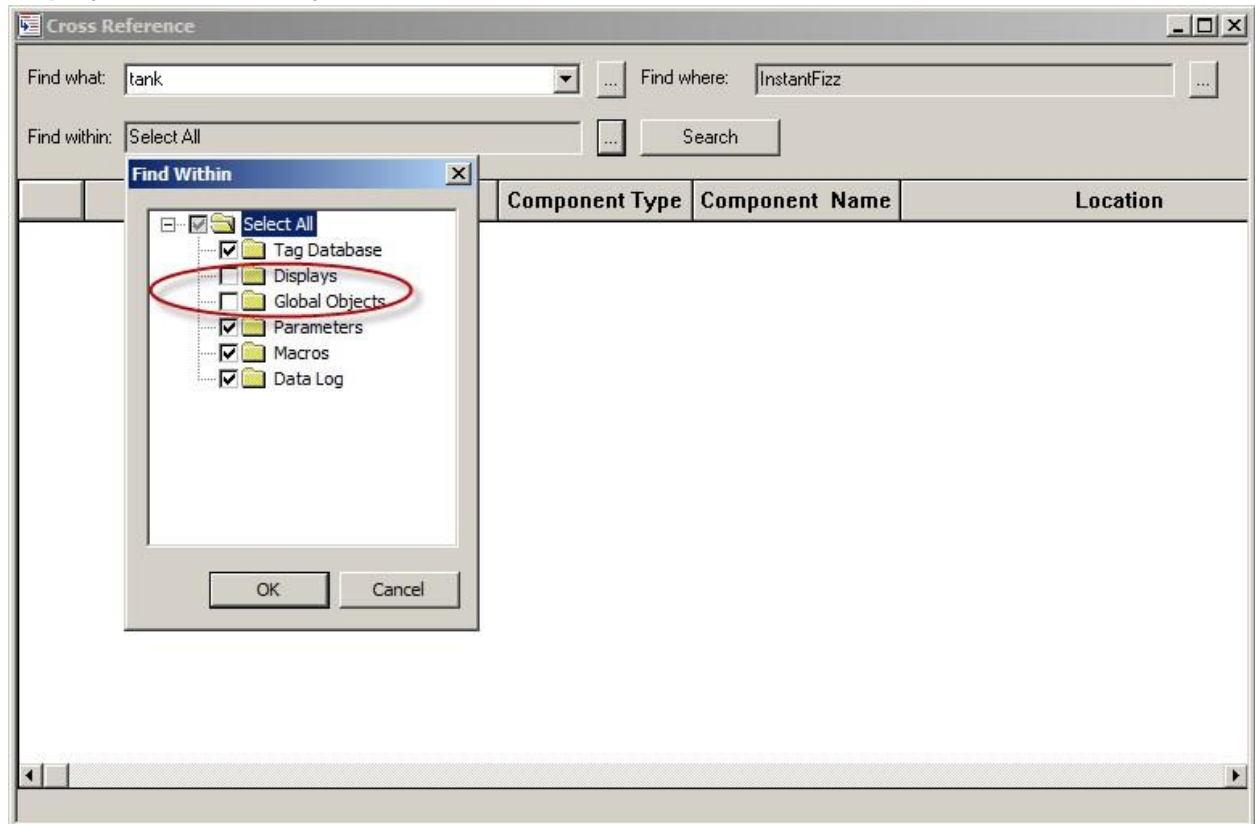 Cross Reference
Find what: tank ... Find where: InstantFizz ...
Find within: Select All ... Search
Find Within
Component Type Component Name Location
Select All
Tag Database
Displays
Global Objects
Parameters
Macros
Data Log
OK Cancel